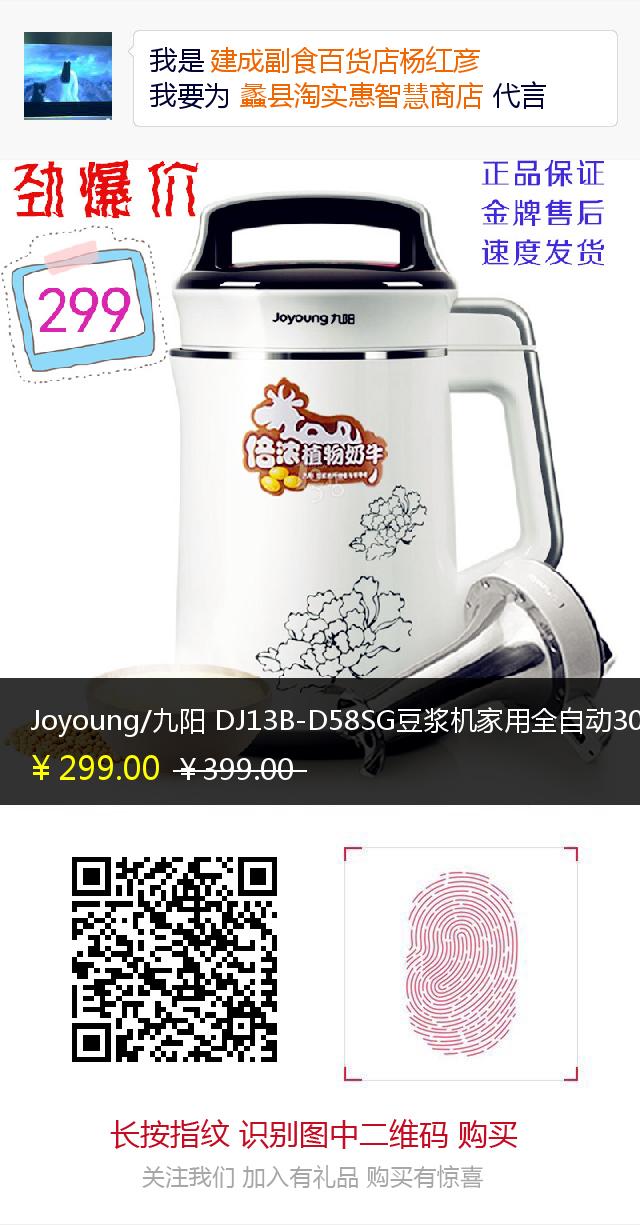 我是 建成副食百货店杨红彦
我要为 蠡县淘实惠智慧商店 代言
劲爆价
299
正品保证
金牌售后
速度发货
Joyoung九阳
倍浓植物奶牛
Joyoung/九阳 DJ13B-D58SG豆浆机家用全自动30
￥299.00 ￥399.00
长按指纹 识别图中二维码 购买
关注我们 加入有礼品 购买有惊喜